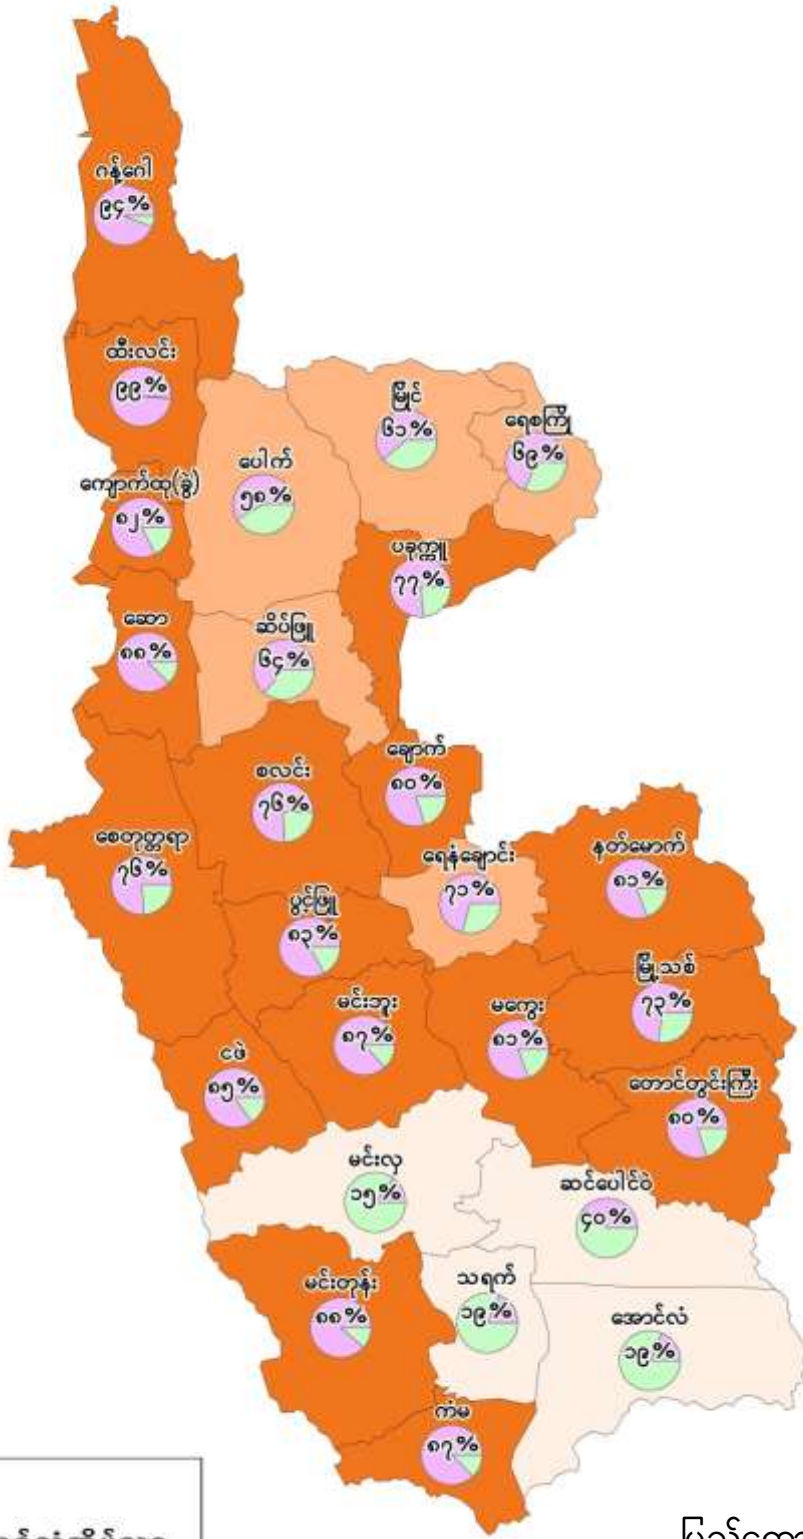 ဂန့်ဂေါ
၉၄%
ထီးလင်း
၉၉%
မြိုင်
၆၁%
ရေစကြို
၆၉%
ပေါက်
၅၈%
ကျောက်ထု(ခွဲ)
၈၂%
ပခုက္ကူ
၇၇%
ဆော
၈၈%
ဆိပ်ဖြူ
၆၄%
ချောက်
၈၀%
စလင်း
၇၆%
စေတုတ္တရာ
၇၆%
ရေနံချောင်း
၇၁%
နတ်မောက်
၈၁%
ပွင့်ဖြူ
၈၃%
မြို့သစ်
၇၃%
မင်းဘူး
၈၇%
မကွေး
၈၁%
ငဖဲ
၈၅%
တောင်တွင်းကြီး
၈၀%
မင်းလှ
၁၅%
ဆင်ပေါင်ဝဲ
၄၀%
မင်းတုန်း
၈၈%
သရက်
၁၉%
အောင်လံ
၁၉%
ကံမ
၈၇%